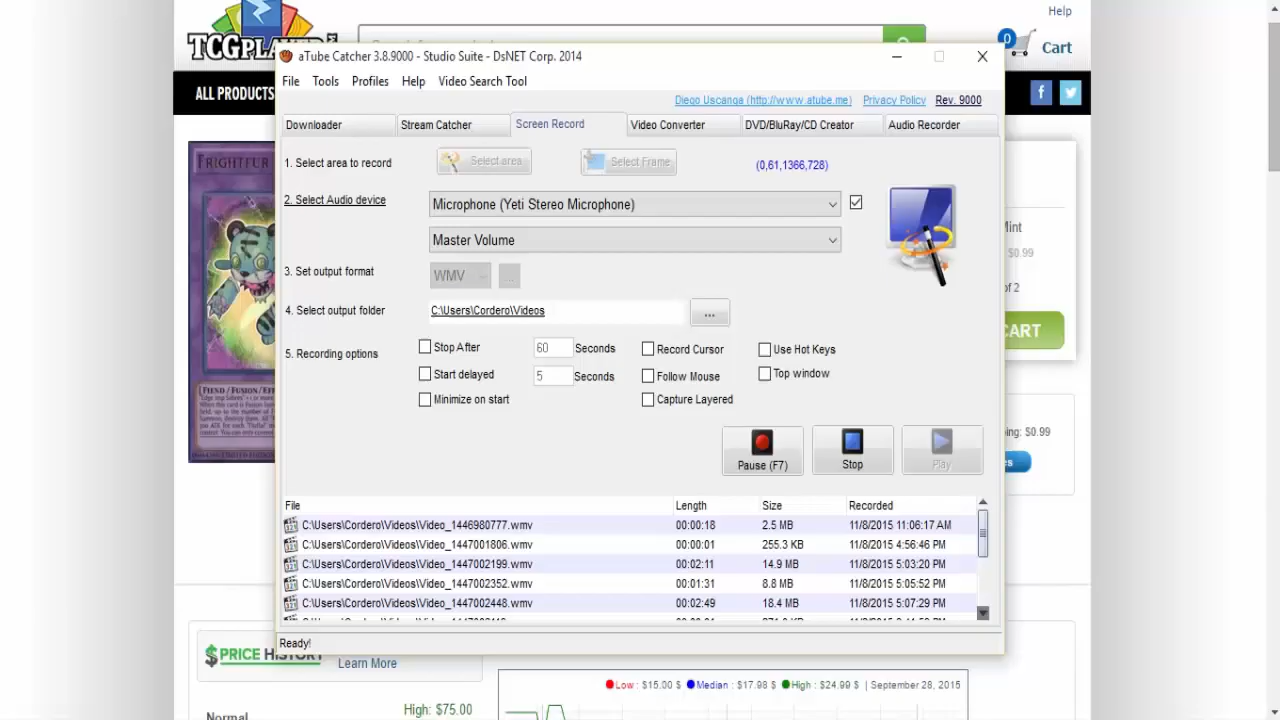 Help
TCGPLAYER
0
Cart
ALL PRODUCTS
f
aTube Catcher 3.8.9000 - Studio Suite - DsNET Corp. 2014
File Tools Profiles Help Video Search Tool
Diego Uscanga (http://www.atube.me) Privacy Policy Rev. 9000
Downloader Stream Catcher Screen Record Video Converter DVD/BluRay/CD Creator Audio Recorder
1. Select area to record Select area Select Frame (0,61,1366,728)
2. Select Audio device Microphone (Yeti Stereo Microphone)
Master Volume
3. Set output format WMV
4. Select output folder C:\Users\Cordero\Videos ...
5. Recording options
Stop After 60 Seconds Record Cursor Use Hot Keys
Start delayed 5 Seconds Follow Mouse Top window
Minimize on start Capture Layered
Pause (F7) Stop Play
File Length Size Recorded
C:\Users\Cordero\Videos\Video_1446980777.wmv 00:00:18 2.5 MB 11/8/2015 11:06:17 AM
C:\Users\Cordero\Videos\Video_1447001806.wmv 00:00:01 255.3 KB 11/8/2015 4:56:46 PM
C:\Users\Cordero\Videos\Video_1447002199.wmv 00:02:11 14.9 MB 11/8/2015 5:03:20 PM
C:\Users\Cordero\Videos\Video_1447002352.wmv 00:01:31 8.8 MB 11/8/2015 5:05:52 PM
C:\Users\Cordero\Videos\Video_1447002448.wmv 00:02:49 18.4 MB 11/8/2015 5:07:29 PM
Ready!
FRIGHTFUR
[FIEND / FUSION / EFF
Mint
$0.99
of 2
CART
ing: $0.99
$ PRICE HISTORY
Learn More
Low : $15.00 $ Median : $17.98 $ High : $24.99 $ | September 28, 2015
Normal
High: $75.00